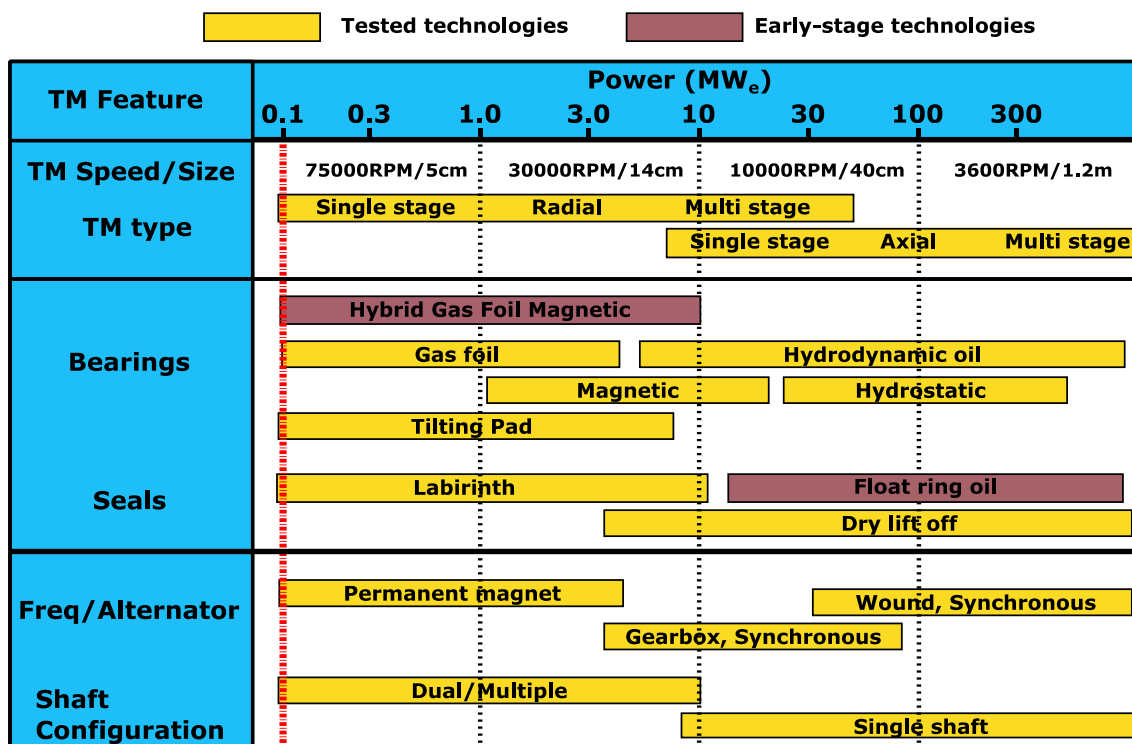 Tested technologies
Early-stage technologies
TM Feature
Power (MWe)
0.1 0.3 1.0 3.0 10 30 100 300
TM Speed/Size
75000RPM/5cm 30000RPM/14cm 10000RPM/40cm 3600RPM/1.2m
TM type
Single stage Radial Multi stage
Single stage Axial Multi stage
Bearings
Hybrid Gas Foil Magnetic
Gas foil Hydrodynamic oil
Magnetic Hydrostatic
Tilting Pad
Seals
Labirinth Float ring oil
Dry lift off
Freq/Alternator
Permanent magnet Wound, Synchronous
Gearbox, Synchronous
Shaft
Configuration
Dual/Multiple
Single shaft